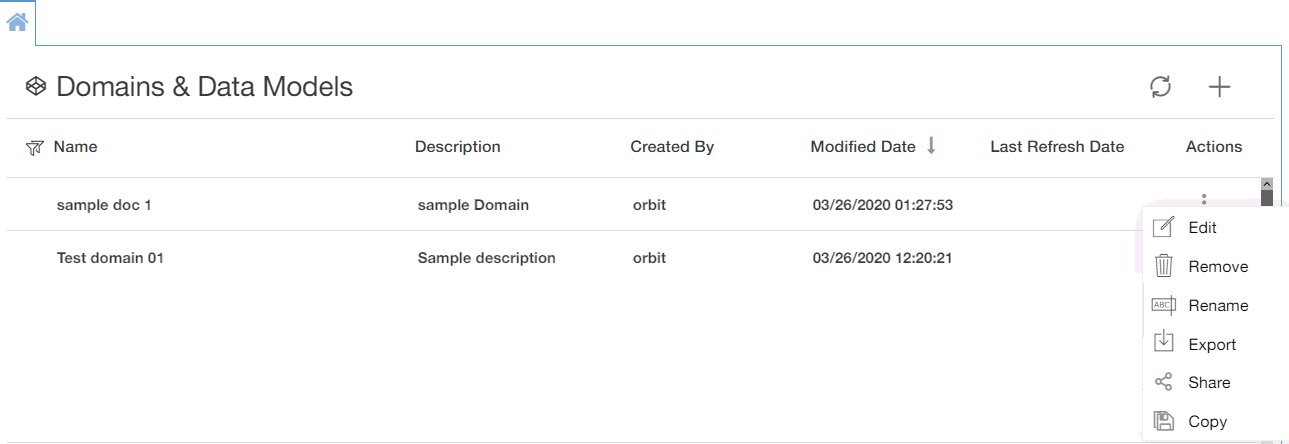 Domains & Data Models
Name Description Created By Modified Date Last Refresh Date Actions
sample doc 1 sample Domain orbit 03/26/2020 01:27:53
Test domain 01 Sample description orbit 03/26/2020 12:20:21
Edit
Remove
ABC Rename
Export
Share
Copy